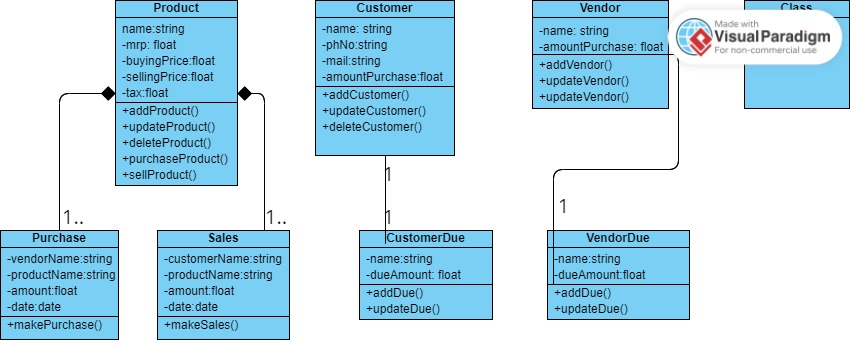 Product
name:string
-mrp: float
-buyingPrice:float
-sellingPrice:float
-tax:float
+addProduct()
+updateProduct()
+deleteProduct()
+purchaseProduct()
+sellProduct()
Customer
-name: string
-phNo:string
-mail:string
-amountPurchase:float
+addCustomer()
+updateCustomer()
+deleteCustomer()
Vendor
-name: string
-amountPurchase: float
+addVendor()
+updateVendor()
+updateVendor()
Class
Made with
Visual Paradigm
For non-commercial use
1..
1..
1
1
1
Purchase
-vendorName:string
-productName:string
-amount:float
-date:date
+makePurchase()
Sales
-customerName:string
-productName:string
-amount:float
-date:date
+makeSales()
CustomerDue
-name:string
-dueAmount: float
+addDue()
+updateDue()
VendorDue
-name:string
-dueAmount:float
+addDue()
+updateDue()